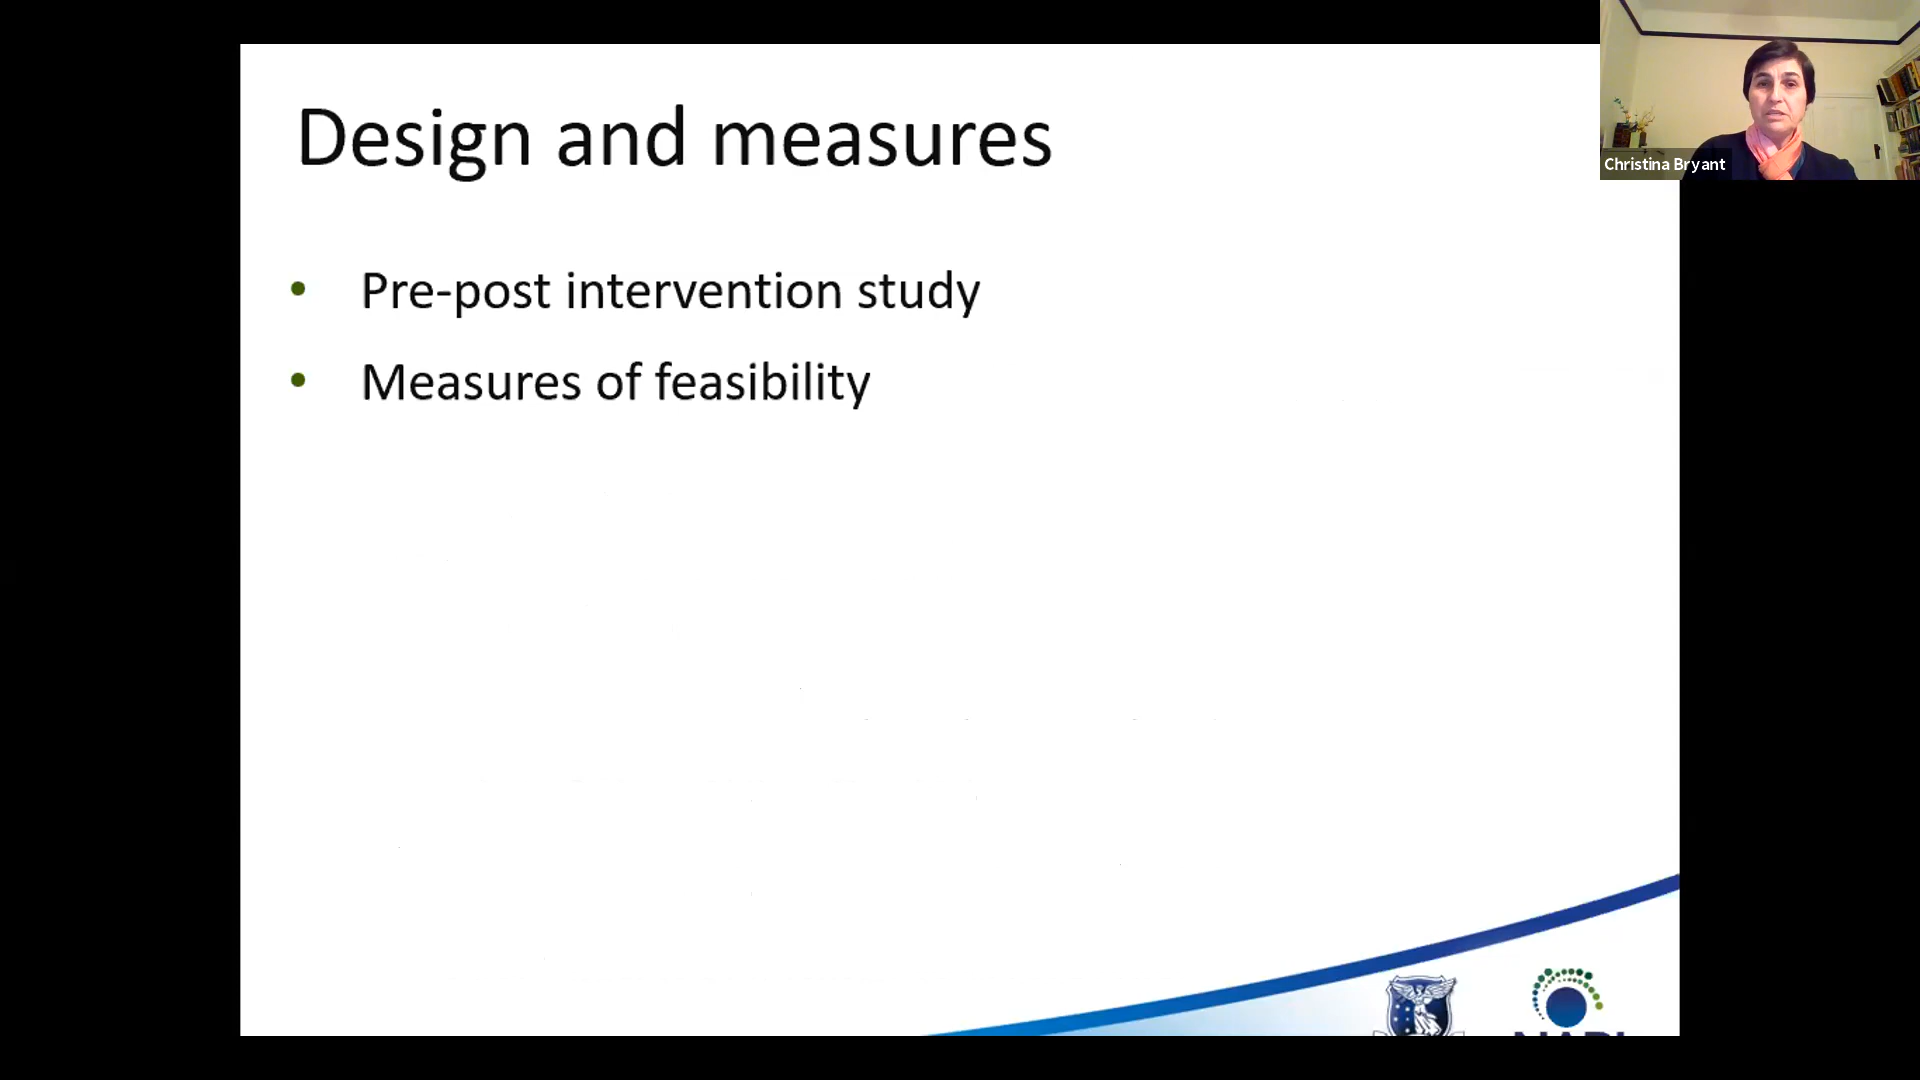 Design and measures
Christina Bryant
• Pre-post intervention study
• Measures of feasibility